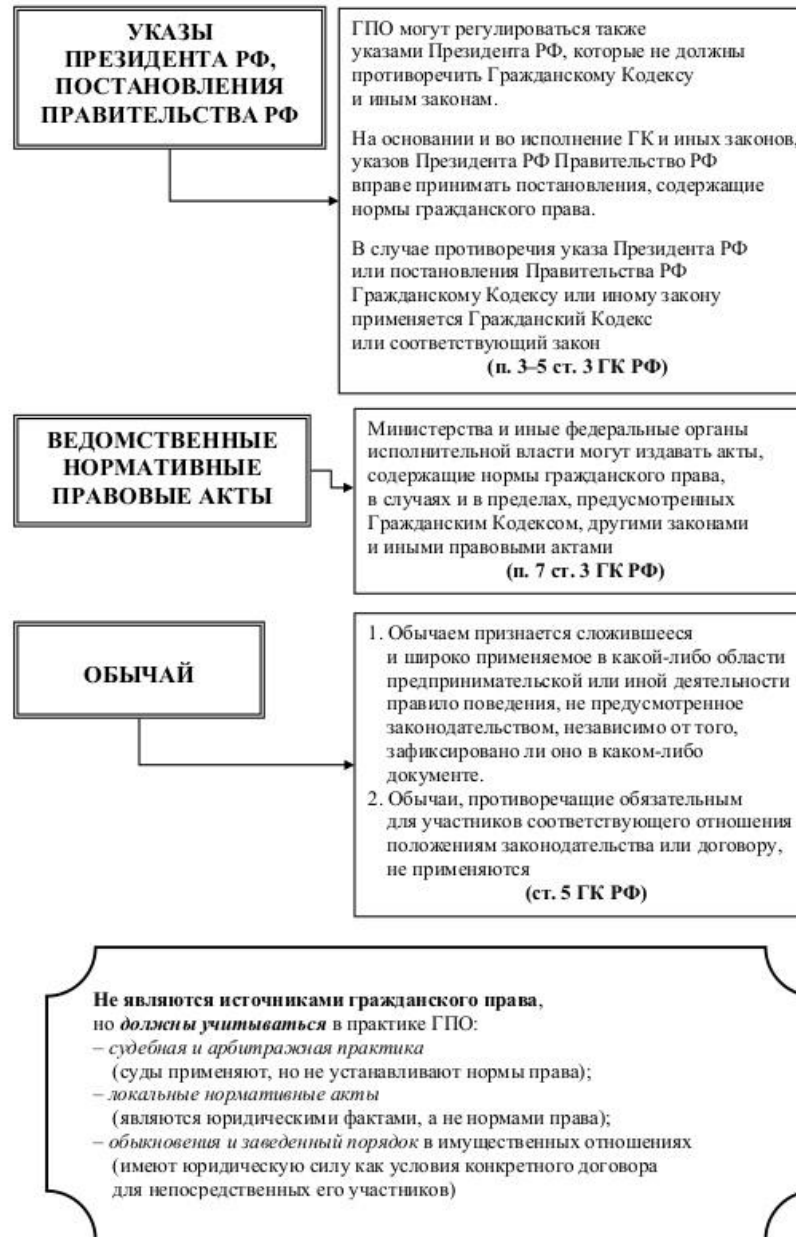 УКАЗЫ
ПРЕЗИДЕНТА РФ,
ПОСТАНОВЛЕНИЯ
ПРАВИТЕЛЬСТВА РФ
ГПО могут регулироваться также
указами Президента РФ, которые не должны
противоречить Гражданскому Кодексу
и иным законам.
На основании и во исполнение ГК и иных законов,
указов Президента РФ Правительство РФ
вправе принимать постановления, содержащие
нормы гражданского права.
В случае противоречия указа Президента РФ
или постановления Правительства РФ
Гражданскому Кодексу или иному закону
применяется Гражданский Кодекс
или соответствующий закон
(п. 3–5 ст. 3 ГК РФ)
ВЕДОМСТВЕННЫЕ
НОРМАТИВНЫЕ
ПРАВОВЫЕ АКТЫ
Министерства и иные федеральные органы
исполнительной власти могут издавать акты,
содержащие нормы гражданского права,
в случаях и в пределах, предусмотренных
Гражданским Кодексом, другими законами
и иными правовыми актами
(п. 7 ст. 3 ГК РФ)
ОБЫЧАЙ
1. Обычаем признается сложившееся
и широко применяемое в какой-либо области
предпринимательской или иной деятельности
правило поведения, не предусмотренное
законодательством, независимо от того,
зафиксировано ли оно в каком-либо
документе.
2. Обычаи, противоречащие обязательным
для участников соответствующего отношения
положениям законодательства или договору,
не применяются
(ст. 5 ГК РФ)
Не являются источниками гражданского права,
но должны учитываться в практике ГПО:
– судебная и арбитражная практика
(суды применяют, но не устанавливают нормы права);
– локальные нормативные акты
(являются юридическими фактами, а не нормами права);
– обыкновения и заведенный порядок в имущественных отношениях
(имеют юридическую силу как условия конкретного договора
для непосредственных его участников)